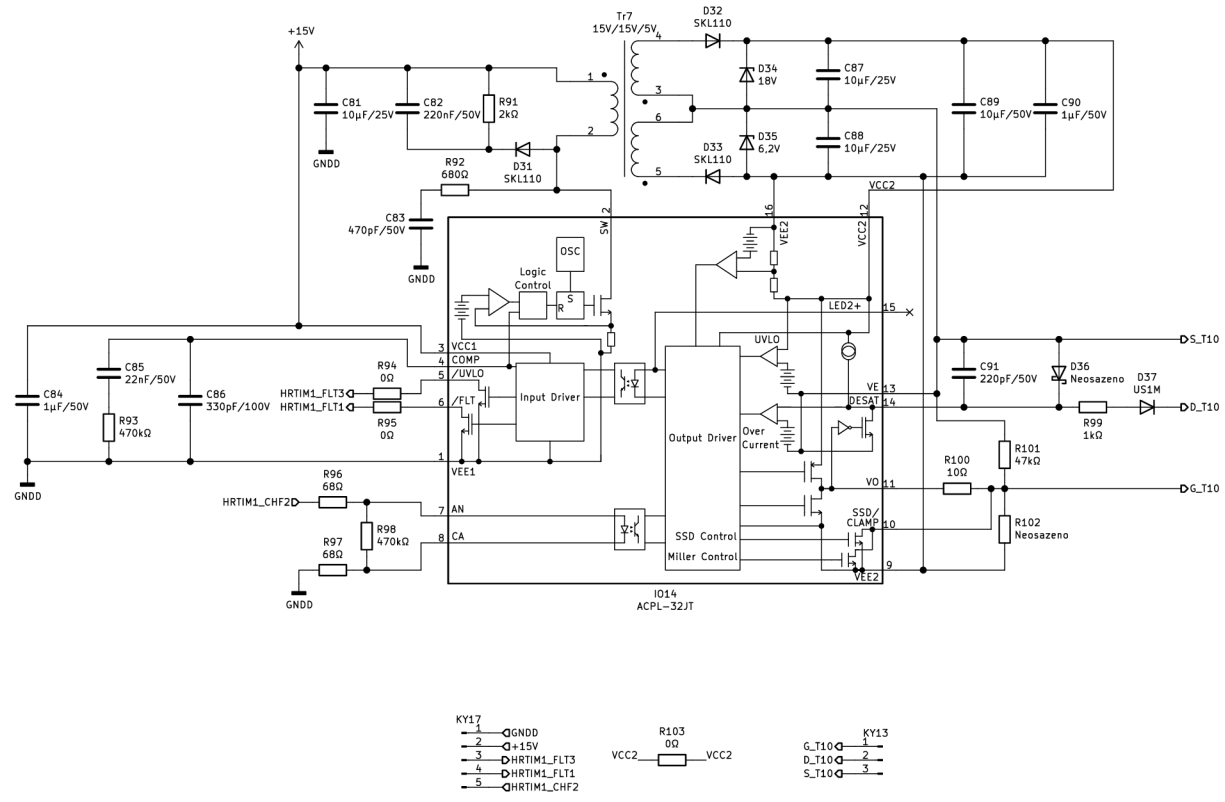 +15V
Tr7
15V/15V/5V
D32
SKL110
4
1
2
3
6
5
C81
10µF/25V
C82
220nF/50V
R91
2kΩ
D31
SKL110
GNDD
D34
18V
C87
10µF/25V
C89
10µF/50V
C90
1µF/50V
D35
6,2V
C88
10µF/25V
D33
SKL110
R92
680Ω
C83
470pF/50V
GNDD
SW
2
16
VEE2
VCC2
12
VCC2
OSC
Logic
Control
S
R
LED2+
15
UVLO
3
VCC1
4
COMP
5
/UVLO
6
/FLT
1
VEE1
7
AN
8
CA
Input Driver
Output Driver
Over
Current
VE
13
DESAT
14
VO
11
SSD/
CLAMP
10
SSD Control
Miller Control
VEE2
9
IO14
ACPL-32JT
C84
1µF/50V
C85
22nF/50V
R93
470kΩ
C86
330pF/100V
GNDD
R94
0Ω
HRTIM1_FLT3
HRTIM1_FLT1
R95
0Ω
HRTIM1_CHF2
R96
68Ω
R98
470kΩ
R97
68Ω
GNDD
C91
220pF/50V
D36
Neosazeno
D37
US1M
R99
1kΩ
S_T10
D_T10
G_T10
R100
10Ω
R101
47kΩ
R102
Neosazeno
KY17
1 GNDD
2 +15V
3 HRTIM1_FLT3
4 HRTIM1_FLT1
5 HRTIM1_CHF2
R103
0Ω
VCC2 VCC2
KY13
G_T10 1
D_T10 2
S_T10 3